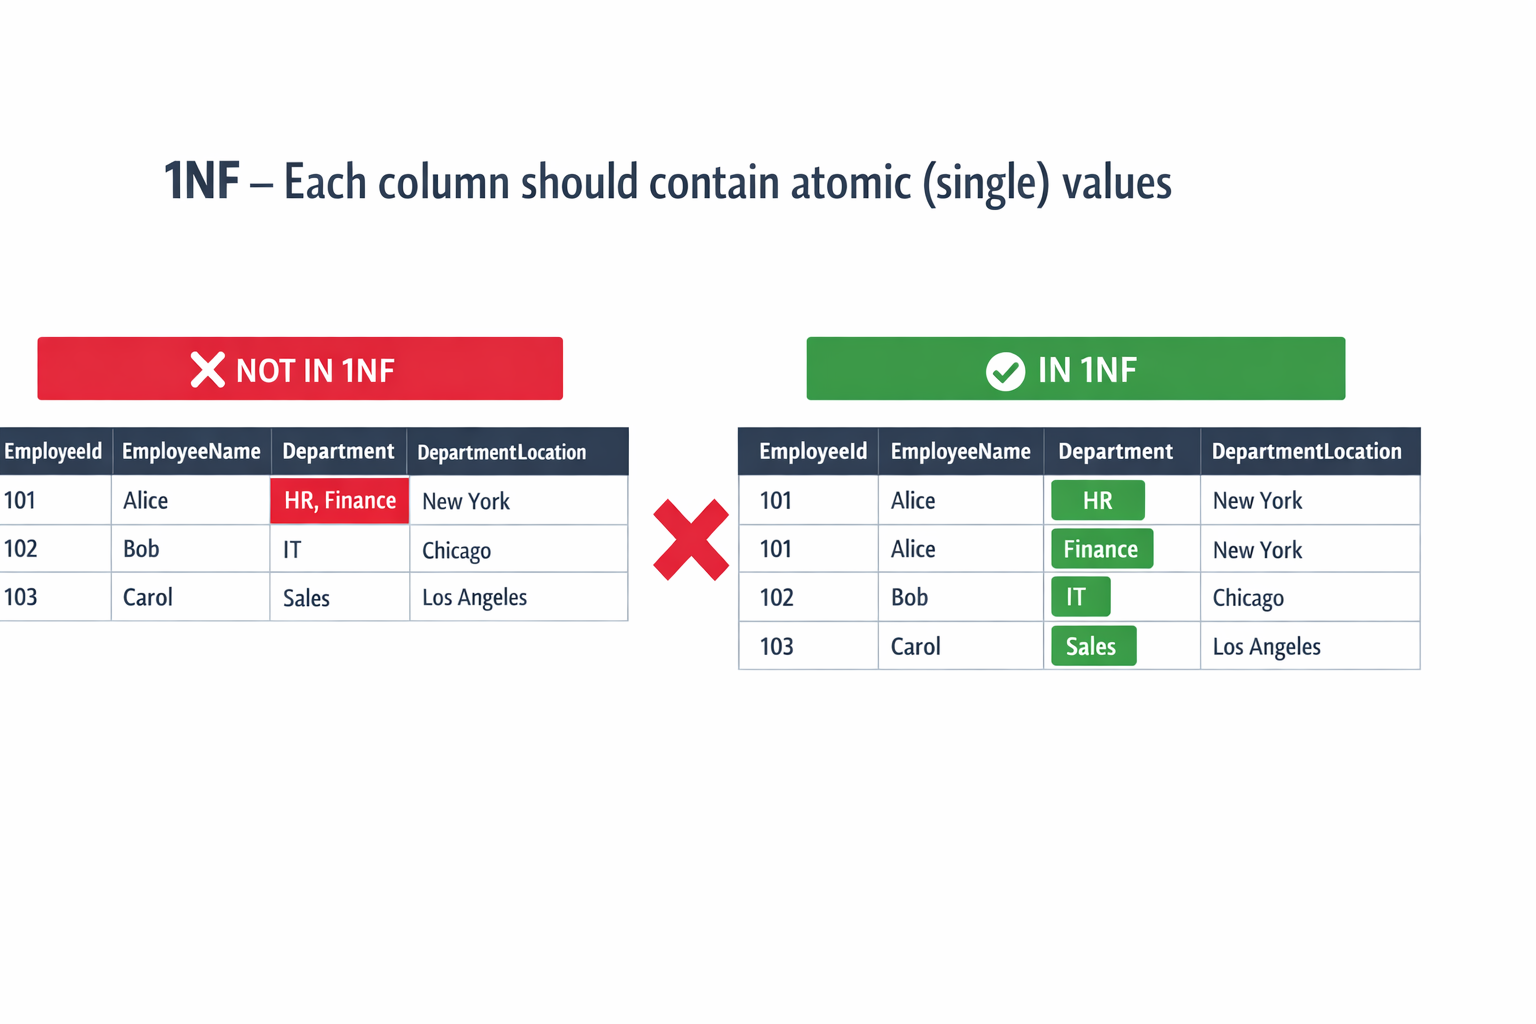 1NF – Each column should contain atomic (single) values
NOT IN 1NF
EmployeeId EmployeeName Department DepartmentLocation
101 Alice HR, Finance New York
102 Bob IT Chicago
103 Carol Sales Los Angeles
IN 1NF
EmployeeId EmployeeName Department DepartmentLocation
101 Alice HR New York
101 Alice Finance New York
102 Bob IT Chicago
103 Carol Sales Los Angeles